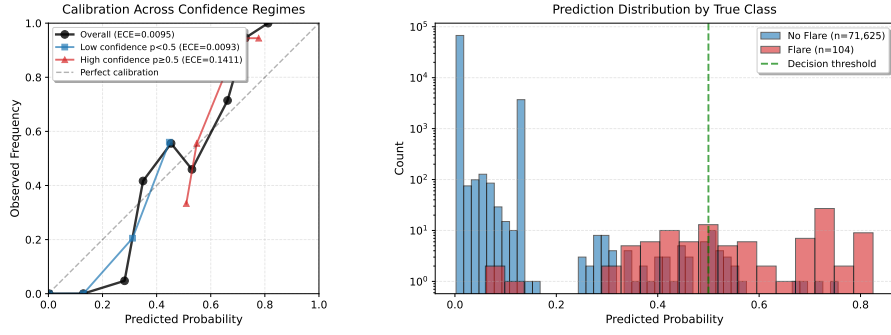 Calibration Across Confidence Regimes
Overall (ECE=0.0095)
Low confidence p<0.5 (ECE=0.0093)
High confidence p≥0.5 (ECE=0.1411)
Perfect calibration
Observed Frequency
1.0
0.8
0.6
0.4
0.2
0.0
0.0 0.2 0.4 0.6 0.8 1.0
Predicted Probability
Prediction Distribution by True Class
No Flare (n=71,625)
Flare (n=104)
Decision threshold
Count
10⁵
10⁴
10³
10²
10¹
10⁰
0.0 0.2 0.4 0.6 0.8
Predicted Probability